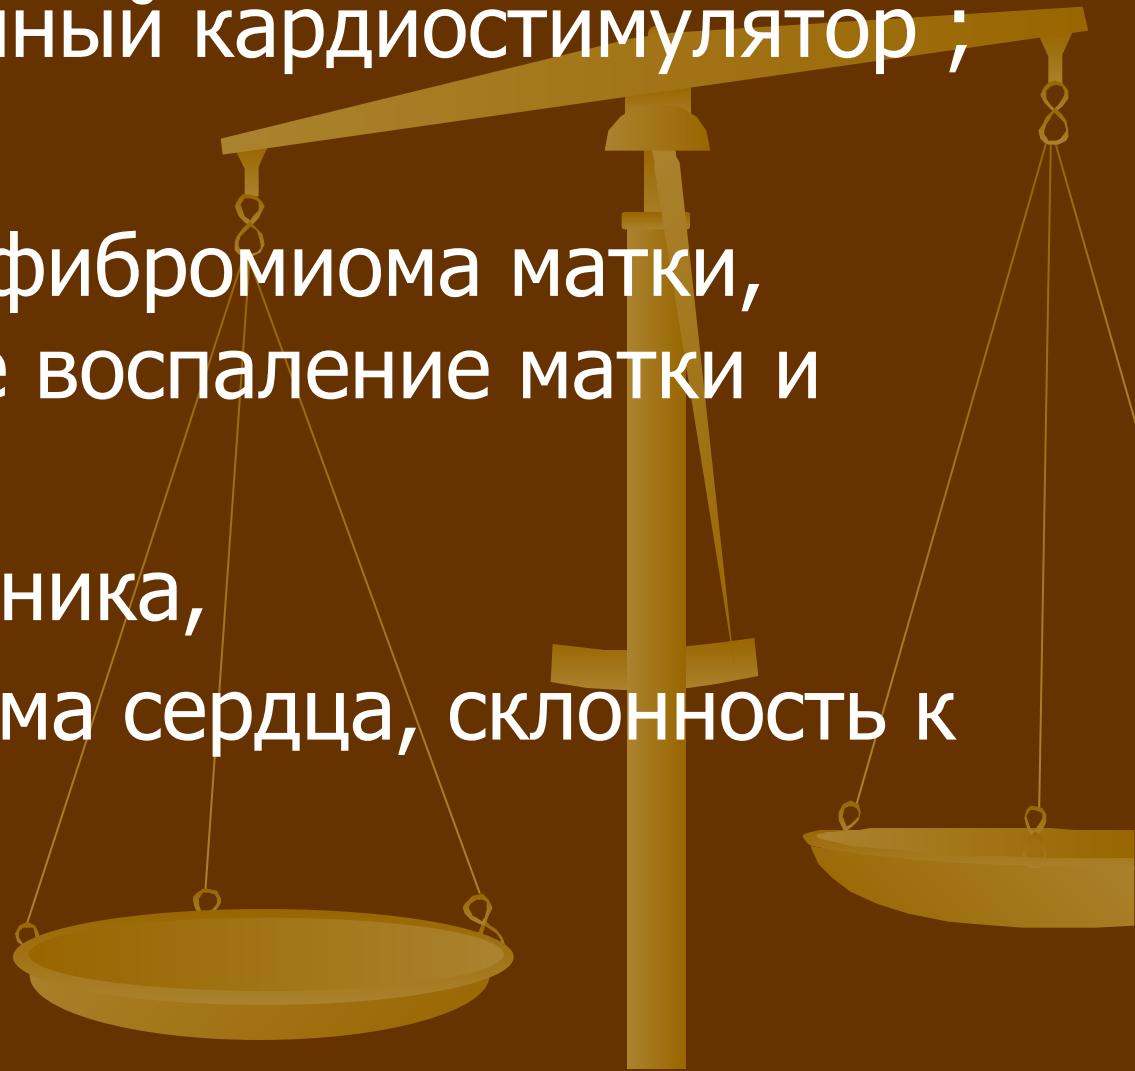 нный кардиостимулятор ;
фибромиома матки,
е воспаление матки и
ника,
ма сердца, склонность к